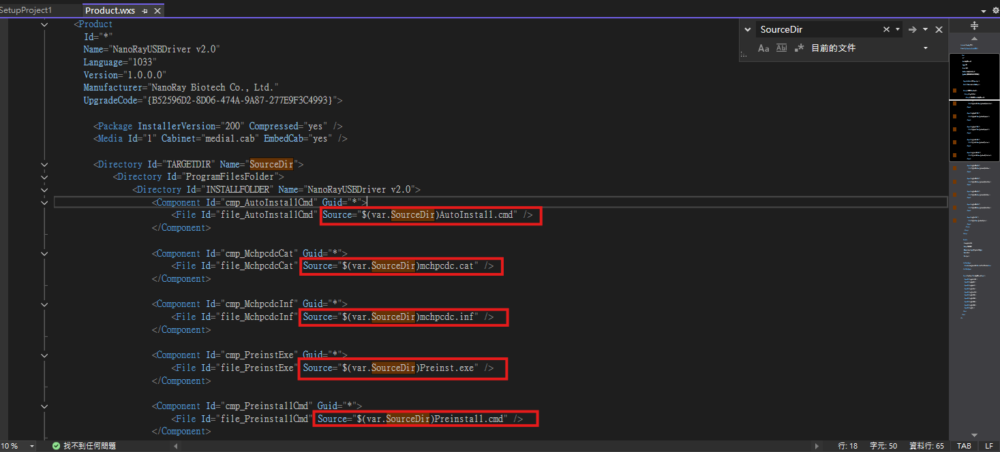 SetupProject1
Product.wxs
<Product
Id="*"
Name="NanoRayUSBDriver v2.0"
Language="1033"
Version="1.0.0.0"
Manufacturer="NanoRay Biotech Co., Ltd."
UpgradeCode="{B52596D2-8D06-474A-9A87-277E9F3C4993}">
<Package InstallerVersion="200" Compressed="yes" />
<Media Id="1" Cabinet="media1.cab" EmbedCab="yes" />
<Directory Id="TARGETDIR" Name="SourceDir">
<Directory Id="ProgramFilesFolder">
<Directory Id="INSTALLFOLDER" Name="NanoRayUSBDriver v2.0">
<Component Id="cmp_AutoInstallCmd" Guid="*">
<File Id="file_AutoInstallCmd" Source="$(var.SourceDir)AutoInstall.cmd" />
</Component>
<Component Id="cmp_MchpcdcCat" Guid="*">
<File Id="file_MchpcdcCat" Source="$(var.SourceDir)mchpcdc.cat" />
</Component>
<Component Id="cmp_MchpcdcInf" Guid="*">
<File Id="file_MchpcdcInf" Source="$(var.SourceDir)mchpcdc.inf" />
</Component>
<Component Id="cmp_PreinstExe" Guid="*">
<File Id="file_PreinstExe" Source="$(var.SourceDir)Preinst.exe" />
</Component>
<Component Id="cmp_PreinstallCmd" Guid="*">
<File Id="file_PreinstallCmd" Source="$(var.SourceDir)Preinstall.cmd" />
</Component>
SourceDir
Aa Ab .* 目前的文件
10 % 找不到任何問題 行: 18 字元: 50 資料行: 65 TAB LF